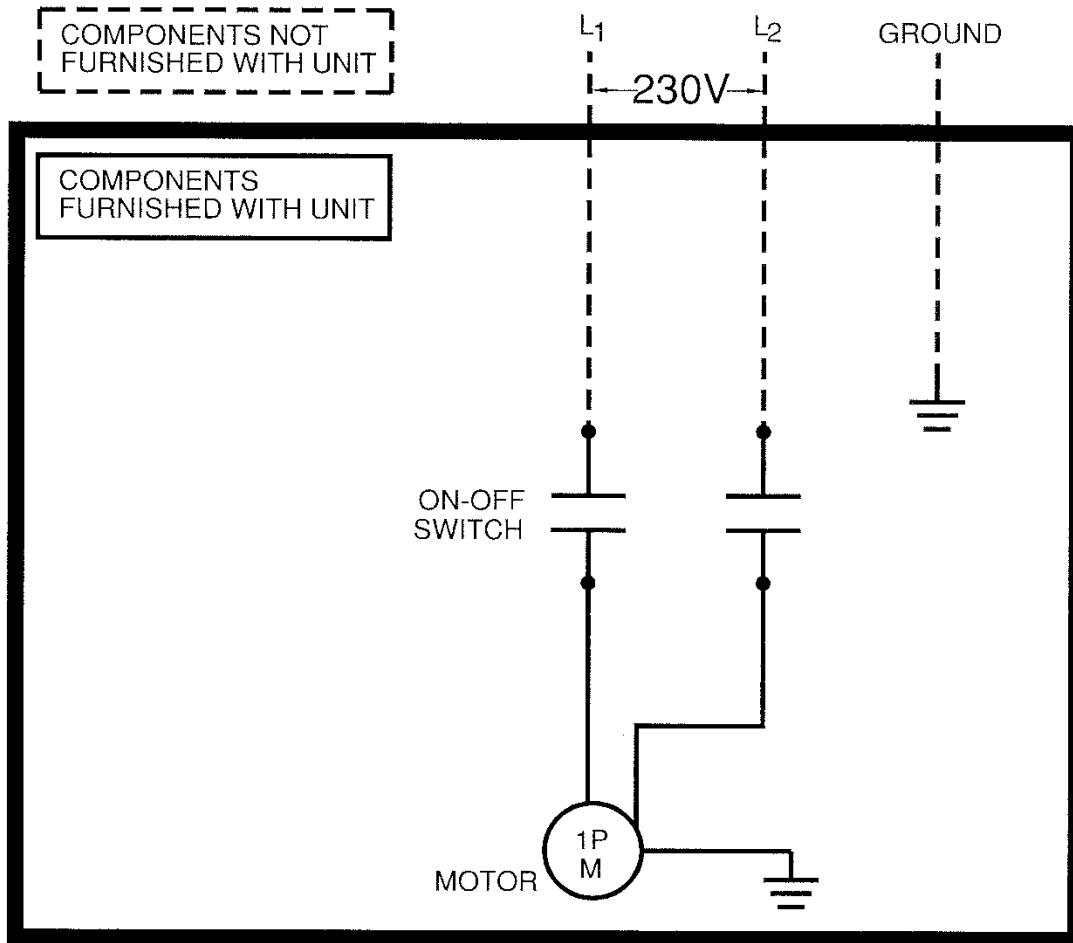 COMPONENTS NOT
FURNISHED WITH UNIT
L1
L2
GROUND
230V
COMPONENTS
FURNISHED WITH UNIT
ON-OFF
SWITCH
1P
M
MOTOR